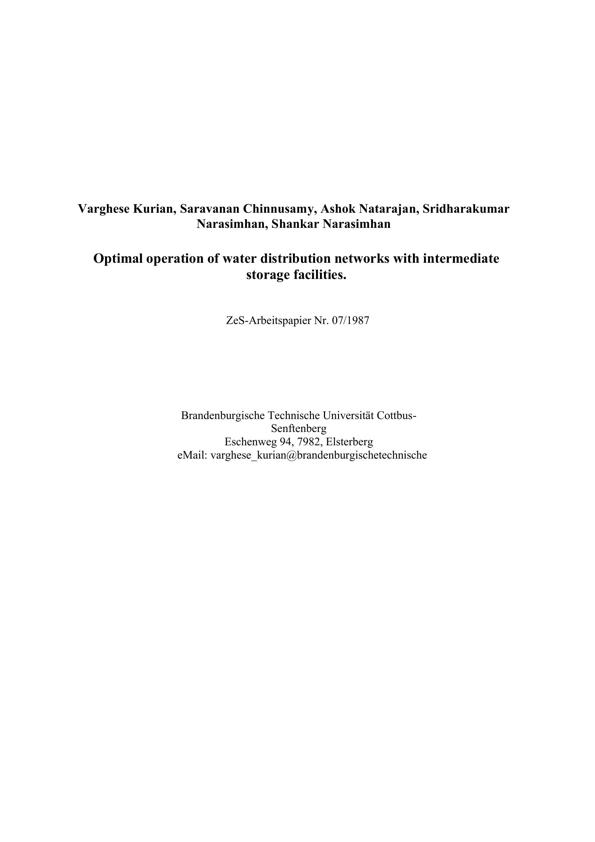 Varghese Kurian, Saravanan Chinnusamy, Ashok Natarajan, Sridharakumar
Narasimhan, Shankar Narasimhan
Optimal operation of water distribution networks with intermediate
storage facilities.
ZeS-Arbeitspapier Nr. 07/1987
Brandenburgische Technische Universität Cottbus-
Senftenberg
Eschenweg 94, 7982, Elsterberg
eMail: varghese_kurian@brandenburgischetechnische